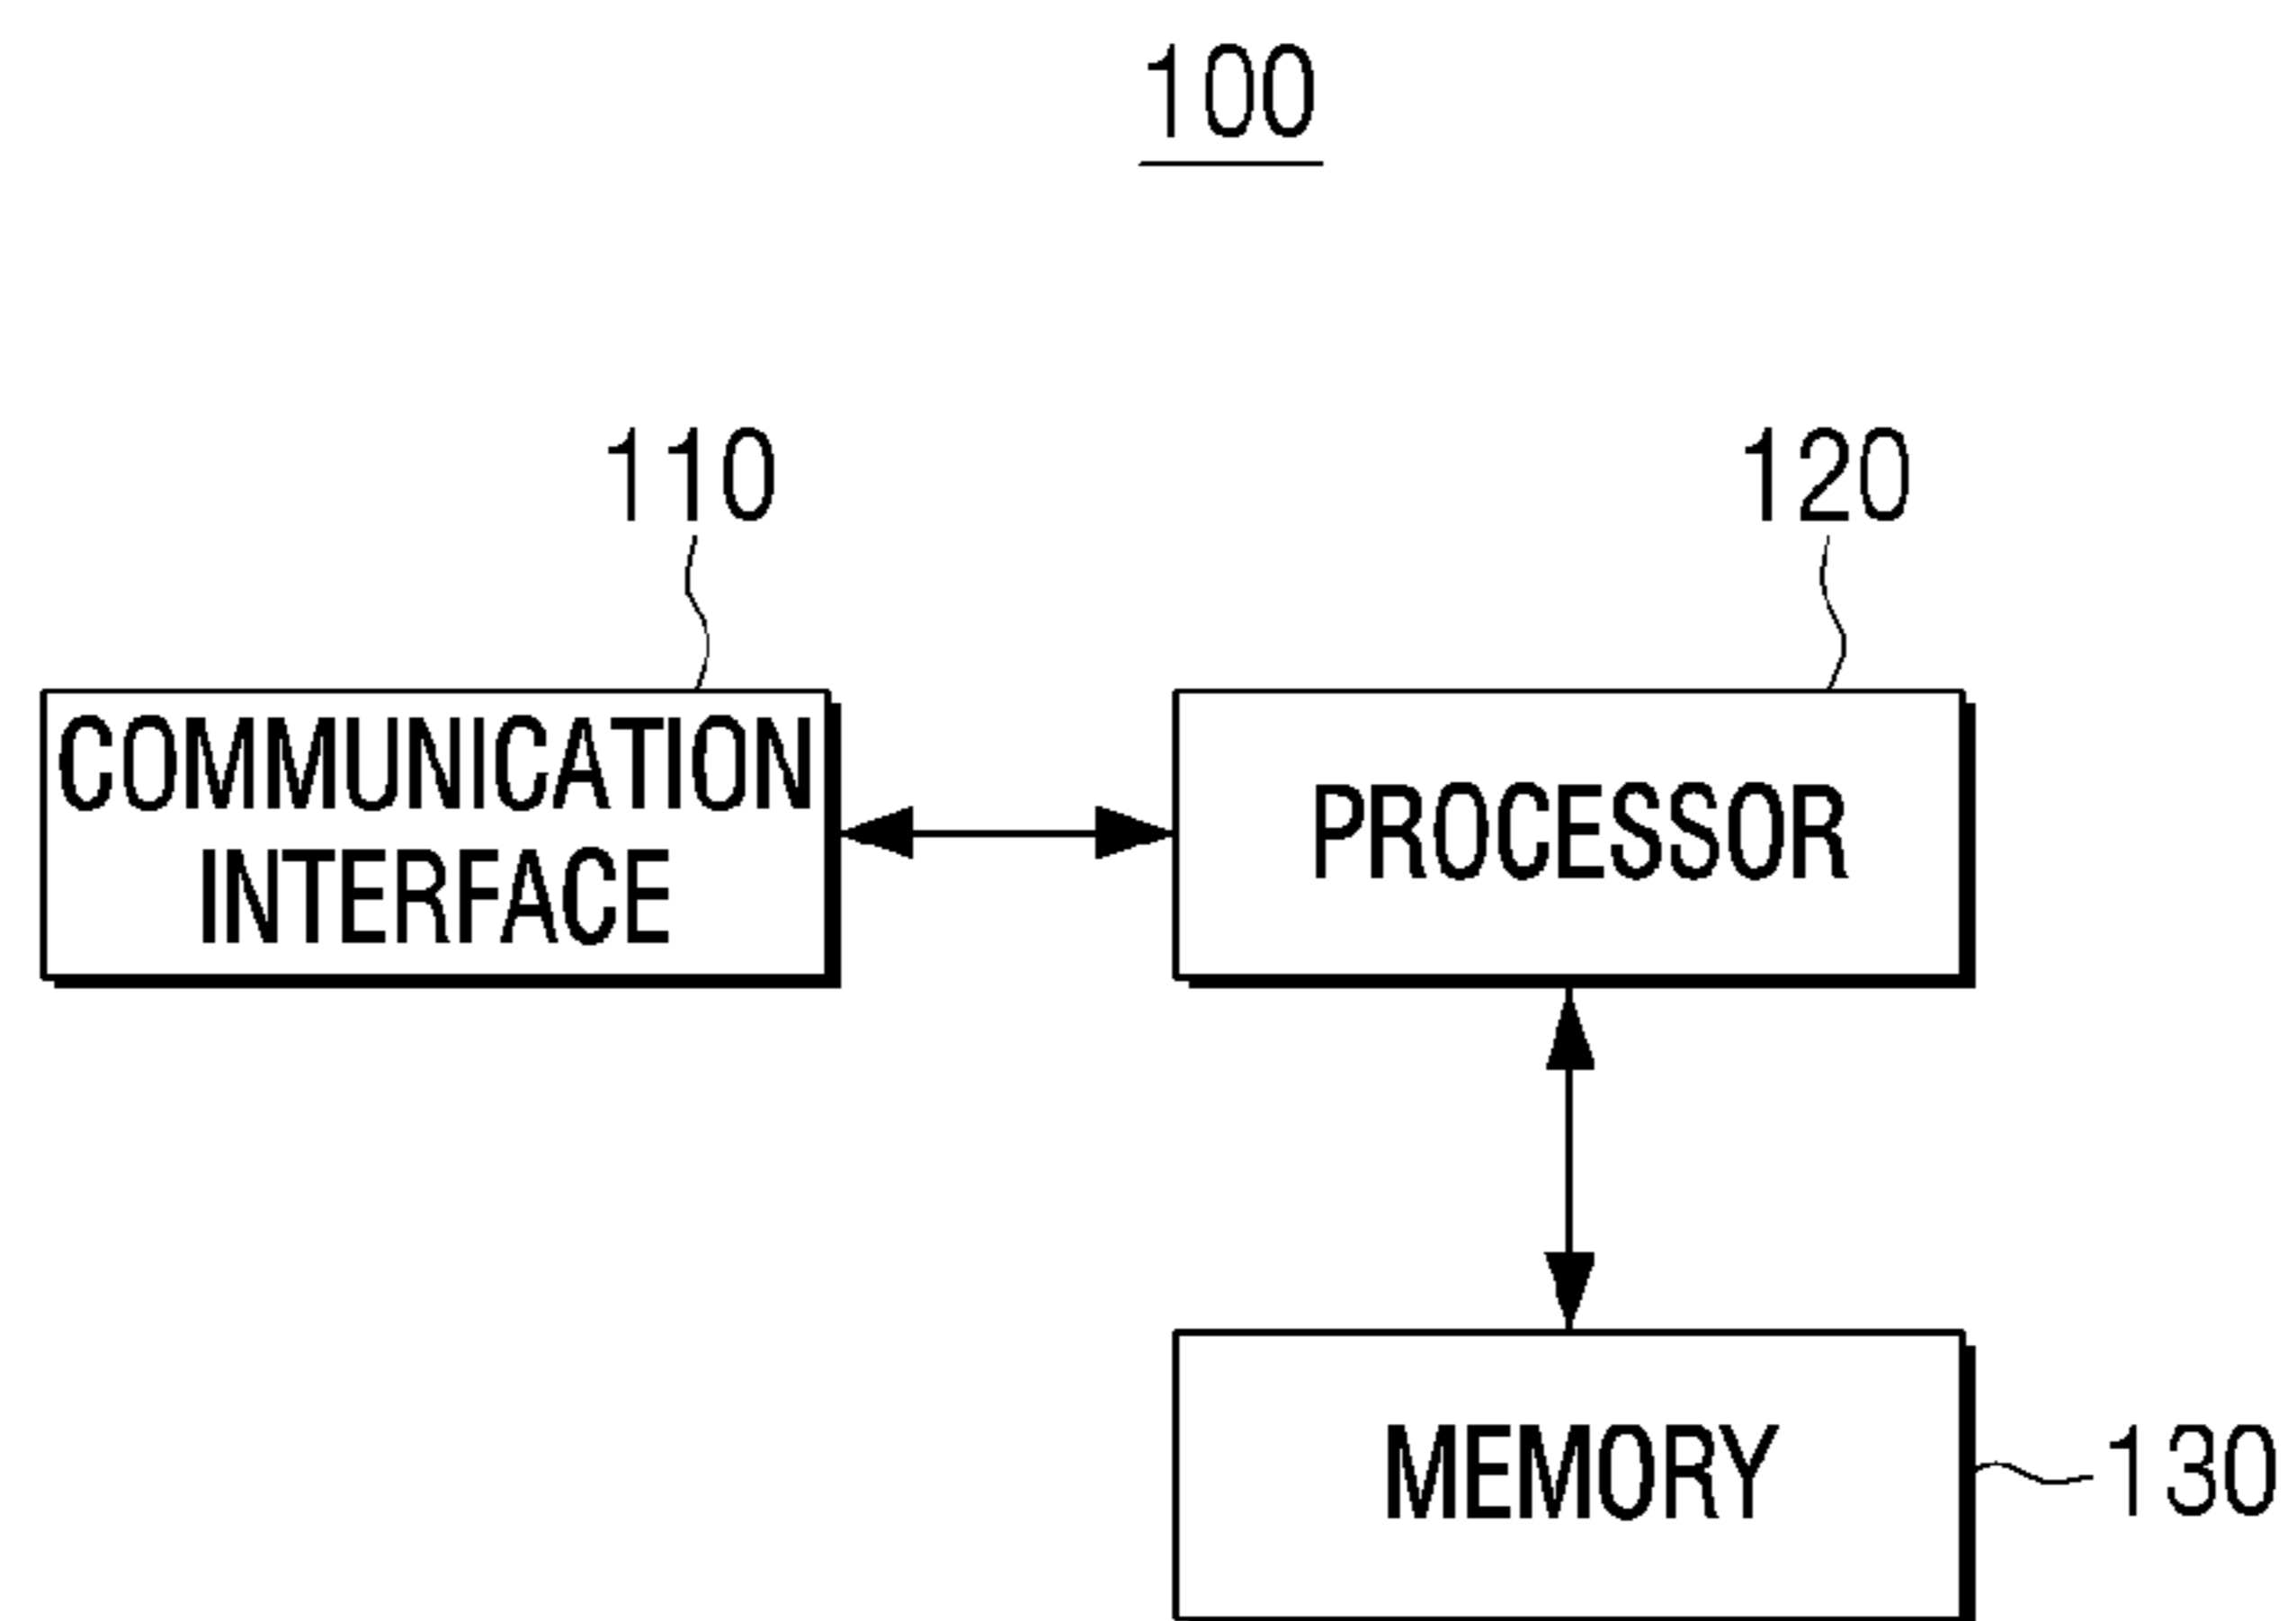 100
110
120
COMMUNICATION
INTERFACE
PROCESSOR
MEMORY
130